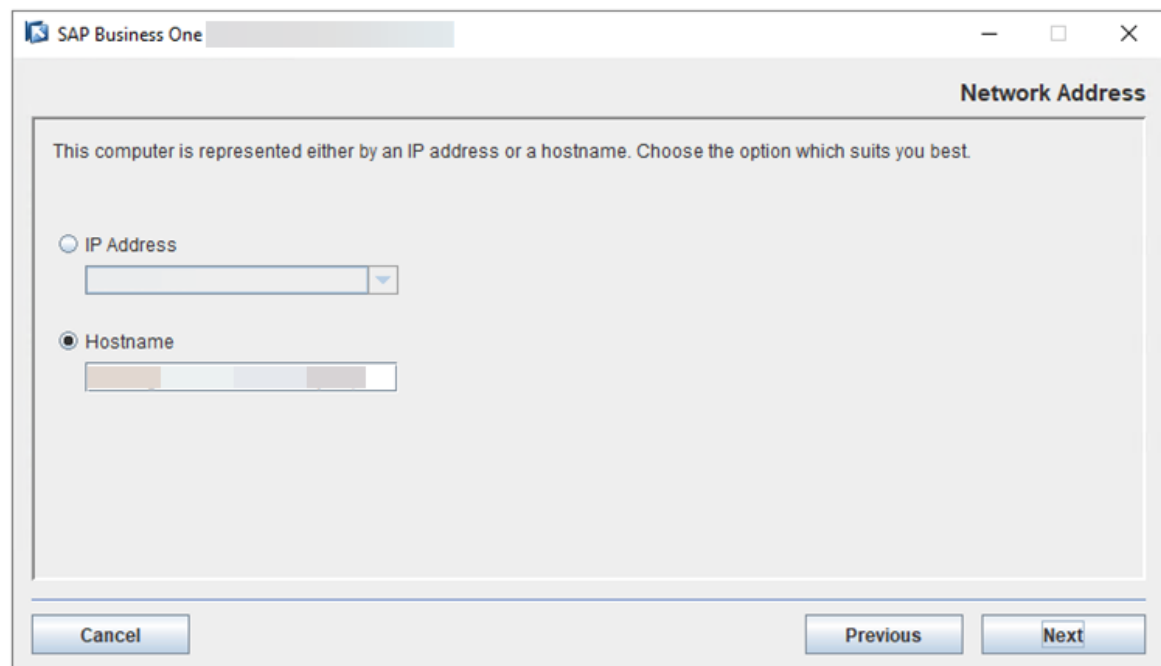 SAP Business One
Network Address
This computer is represented either by an IP address or a hostname. Choose the option which suits you best.
IP Address
Hostname
Cancel
Previous
Next